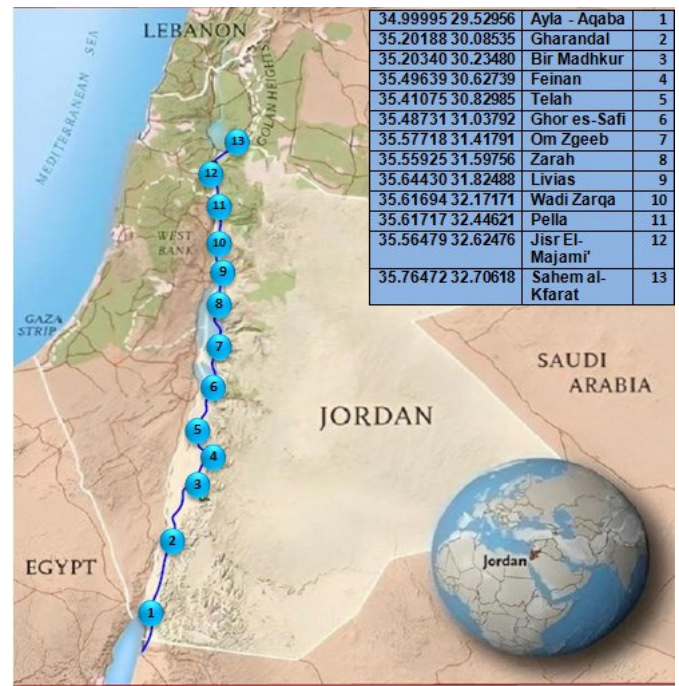 34.99995 29.52956 Ayla - Aqaba 1
35.20188 30.08535 Gharandal 2
35.20340 30.23480 Bir Madhkur 3
35.49639 30.62739 Feinan 4
35.41075 30.82985 Telah 5
35.48731 31.03792 Ghor es-Safi 6
35.57718 31.41791 Om Zgeeb 7
35.55925 31.59756 Zarah 8
35.64430 31.82488 Livias 9
35.61694 32.17171 Wadi Zarqa 10
35.61717 32.44621 Pella 11
35.56479 32.62476 Jisr El-
Majami' 12
35.76472 32.70618 Sahem al-
Kfarat 13
LEBANON
MEDITERRANEAN SEA
GOLAN HEIGHTS
13
12
11
WEST
BANK
10
9
8
GAZA
STRIP
7
SAUDI
ARABIA
6
JORDAN
5
4
3
2
EGYPT
Jordan
1